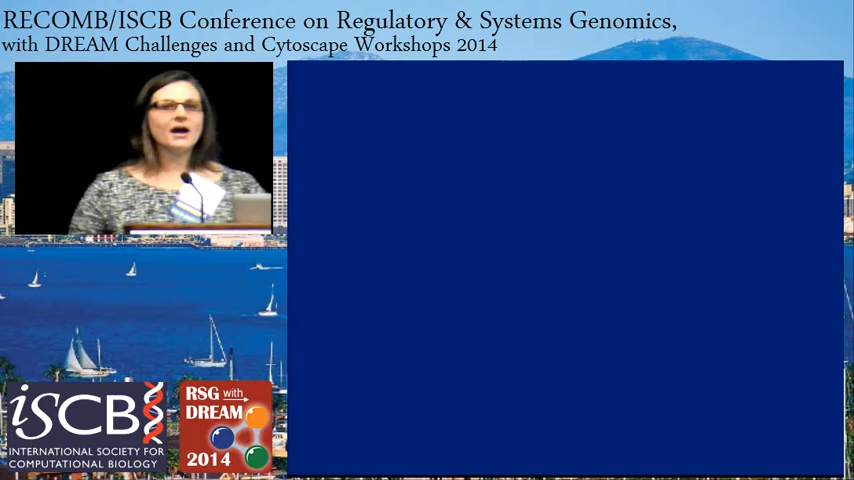 RECOMB/ISCB Conference on Regulatory & Systems Genomics,
with DREAM Challenges and Cytoscape Workshops 2014
iSCB
INTERNATIONAL SOCIETY FOR
COMPUTATIONAL BIOLOGY
RSG with
DREAM
2014